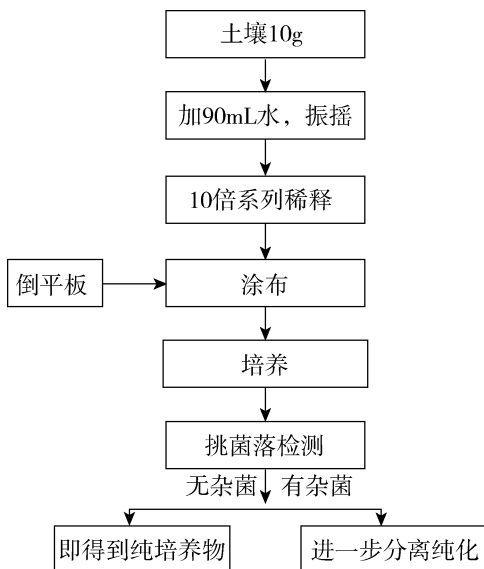 土壤10g
加90mL水，振摇
10倍系列稀释
倒平板
涂布
培养
挑菌落检测
无杂菌 有杂菌
即得到纯培养物
进一步分离纯化